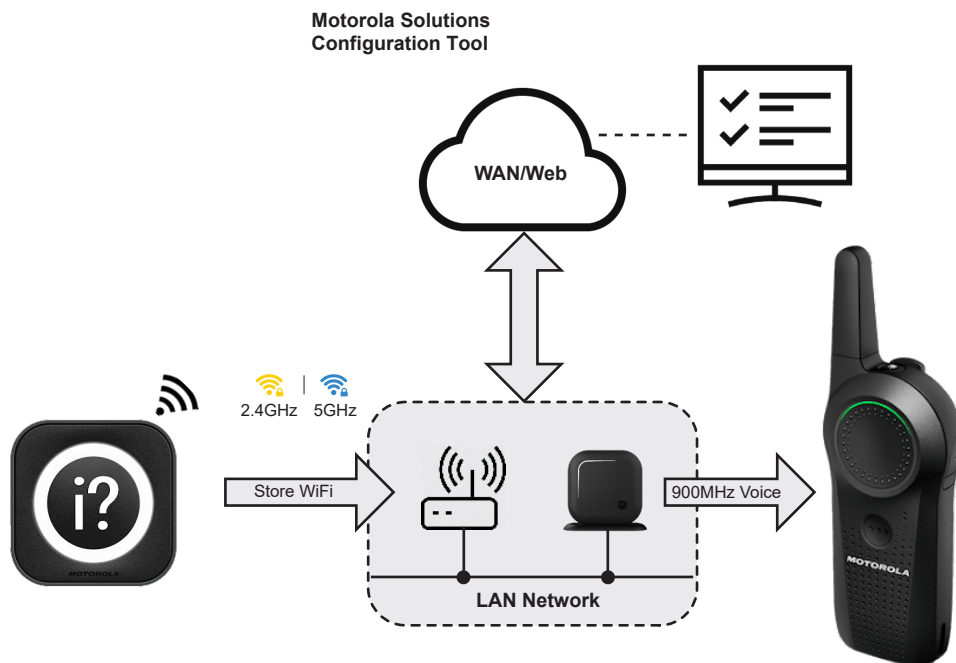 Motorola Solutions
Configuration Tool
WAN/Web
2.4GHz | 5GHz
i?
MOTOROLA
Store WiFi
900MHz Voice
MOTOROLA
LAN Network